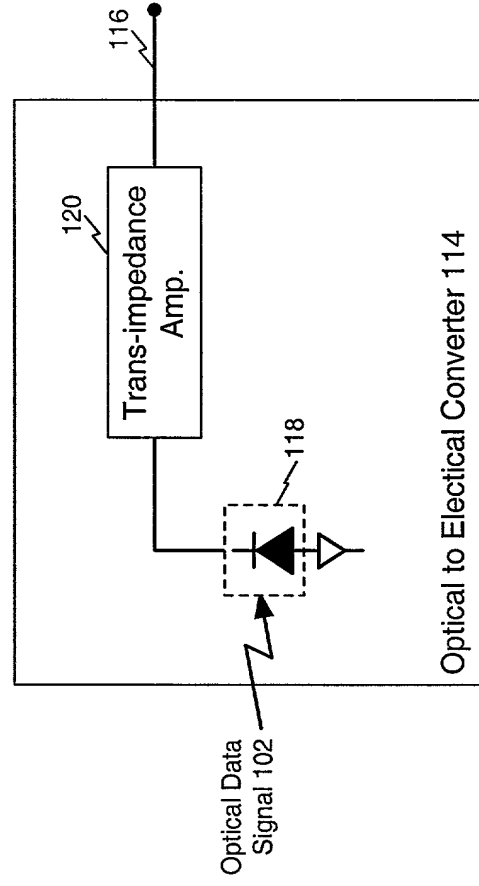 116
120
Trans-impedance
Amp.
118
Optical Data
Signal 102
Optical to Electical Converter 114